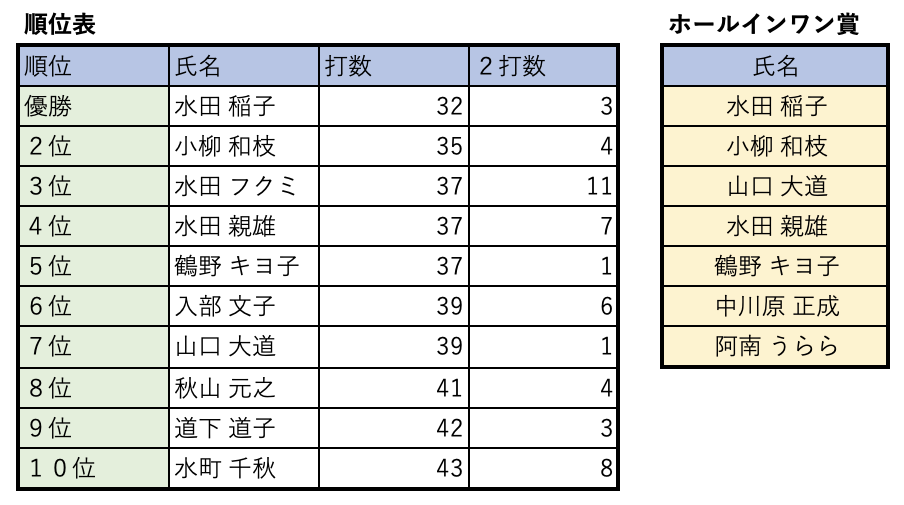 順位表
順位 氏名 打数 2打数
優勝 水田 稲子 32 3
2位 小柳 和枝 35 4
3位 水田 フクミ 37 11
4位 水田 親雄 37 7
5位 鶴野 キヨ子 37 1
6位 入部 文子 39 6
7位 山口 大道 39 1
8位 秋山 元之 41 4
9位 道下 道子 42 3
10位 水町 千秋 43 8
ホールインワン賞
氏名
水田 稲子
小柳 和枝
山口 大道
水田 親雄
鶴野 キヨ子
中川原 正成
阿南 うらら